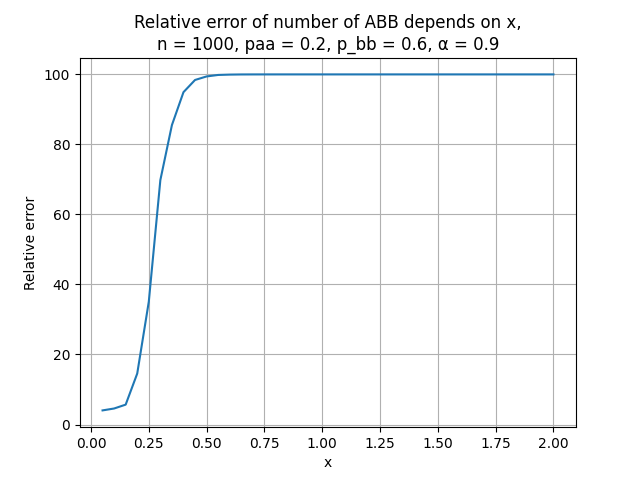 Relative error of number of ABB depends on x,
n = 1000, paa = 0.2, p_bb = 0.6, α = 0.9
100
80
60
40
20
0
Relative error
0.00 0.25 0.50 0.75 1.00 1.25 1.50 1.75 2.00
x